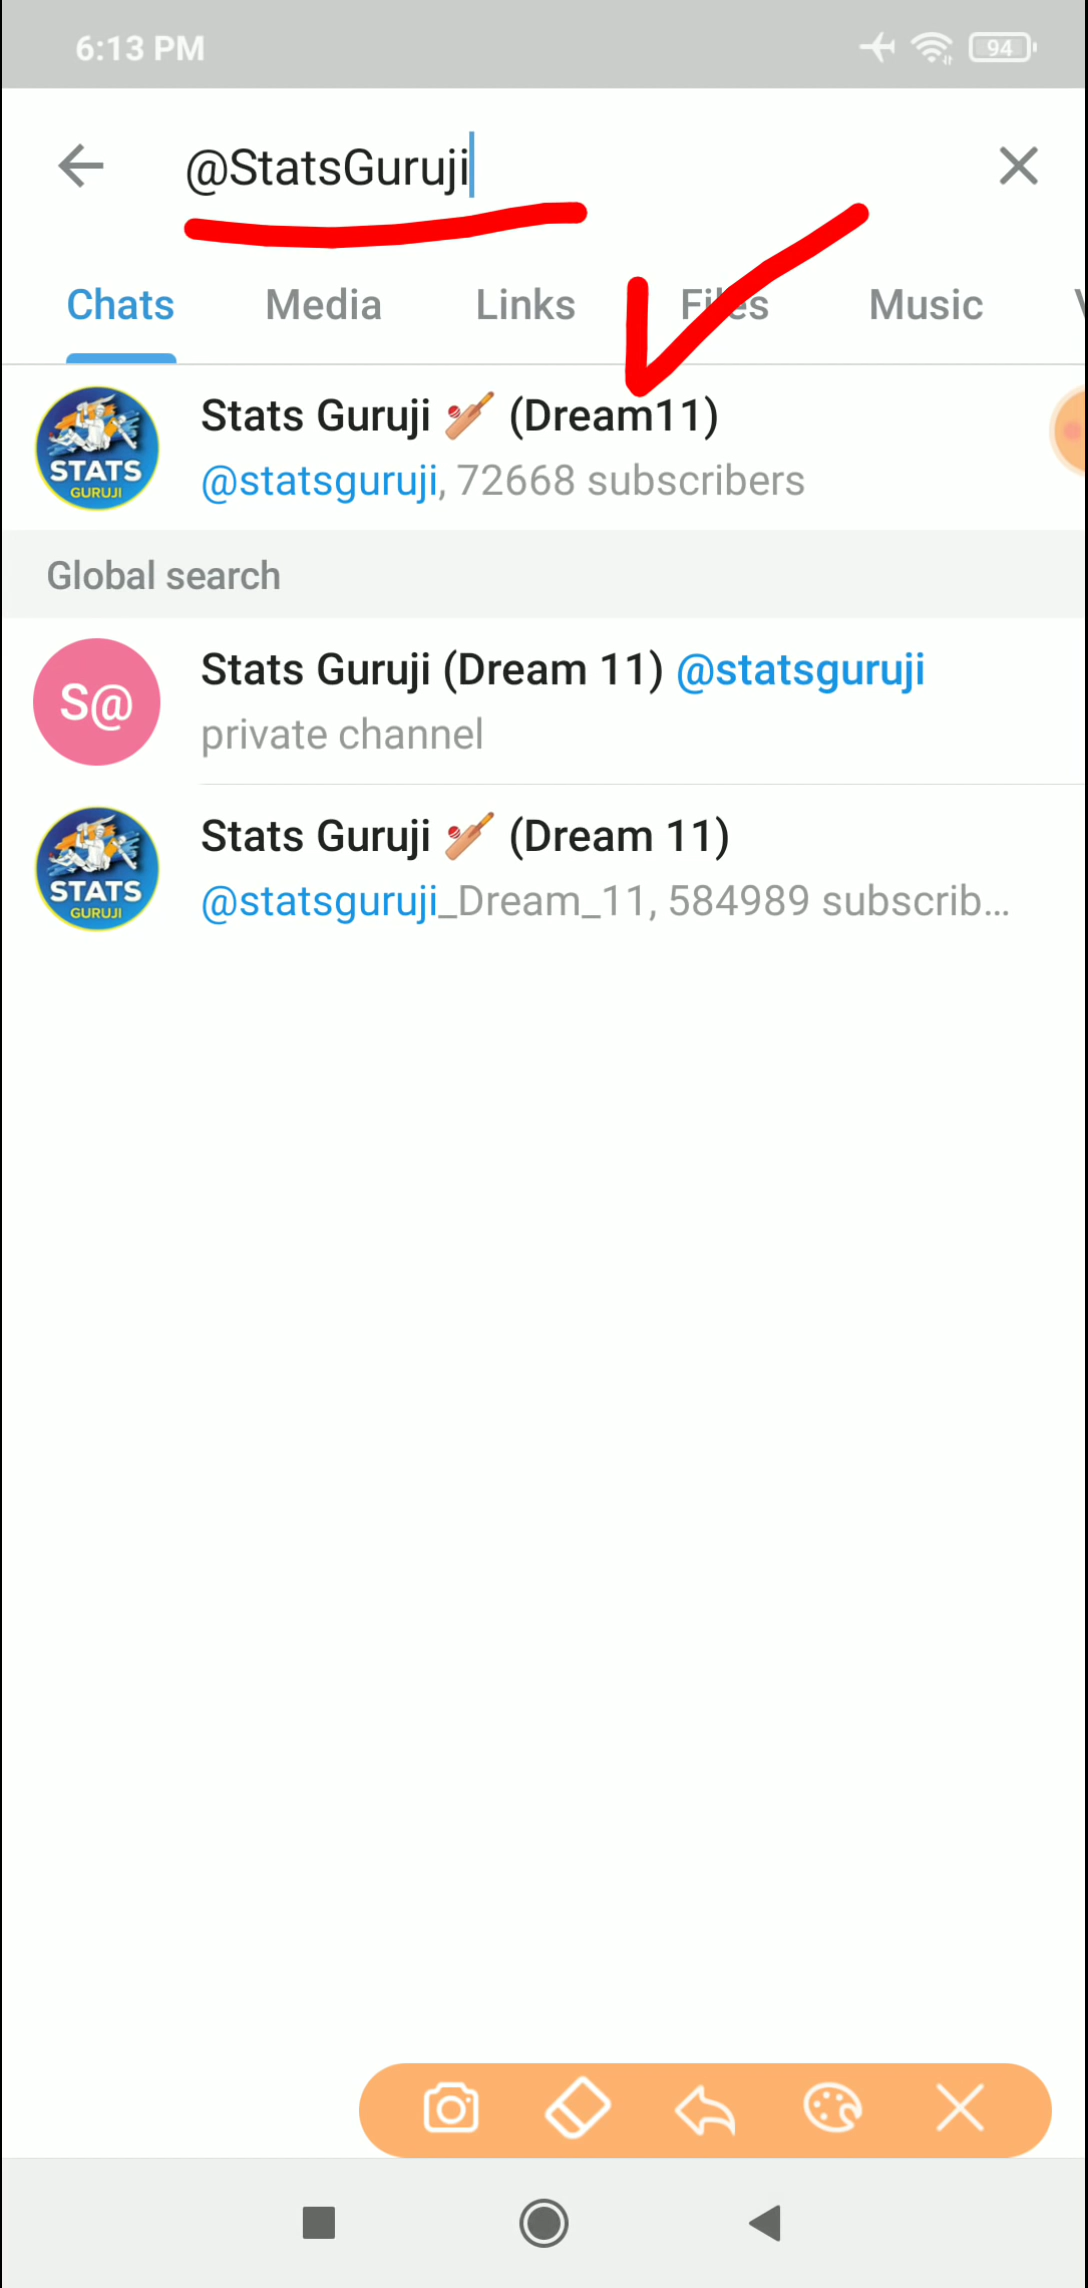 6:13 PM
94
@StatsGuruji
Chats Media Links Files Music
STATS
GURUJI
Stats Guruji 🏏 (Dream11)
@statsguruji, 72668 subscribers
Global search
S@
Stats Guruji (Dream 11) @statsguruji
private channel
STATS
GURUJI
Stats Guruji 🏏 (Dream 11)
@statsguruji_Dream_11, 584989 subscrib...